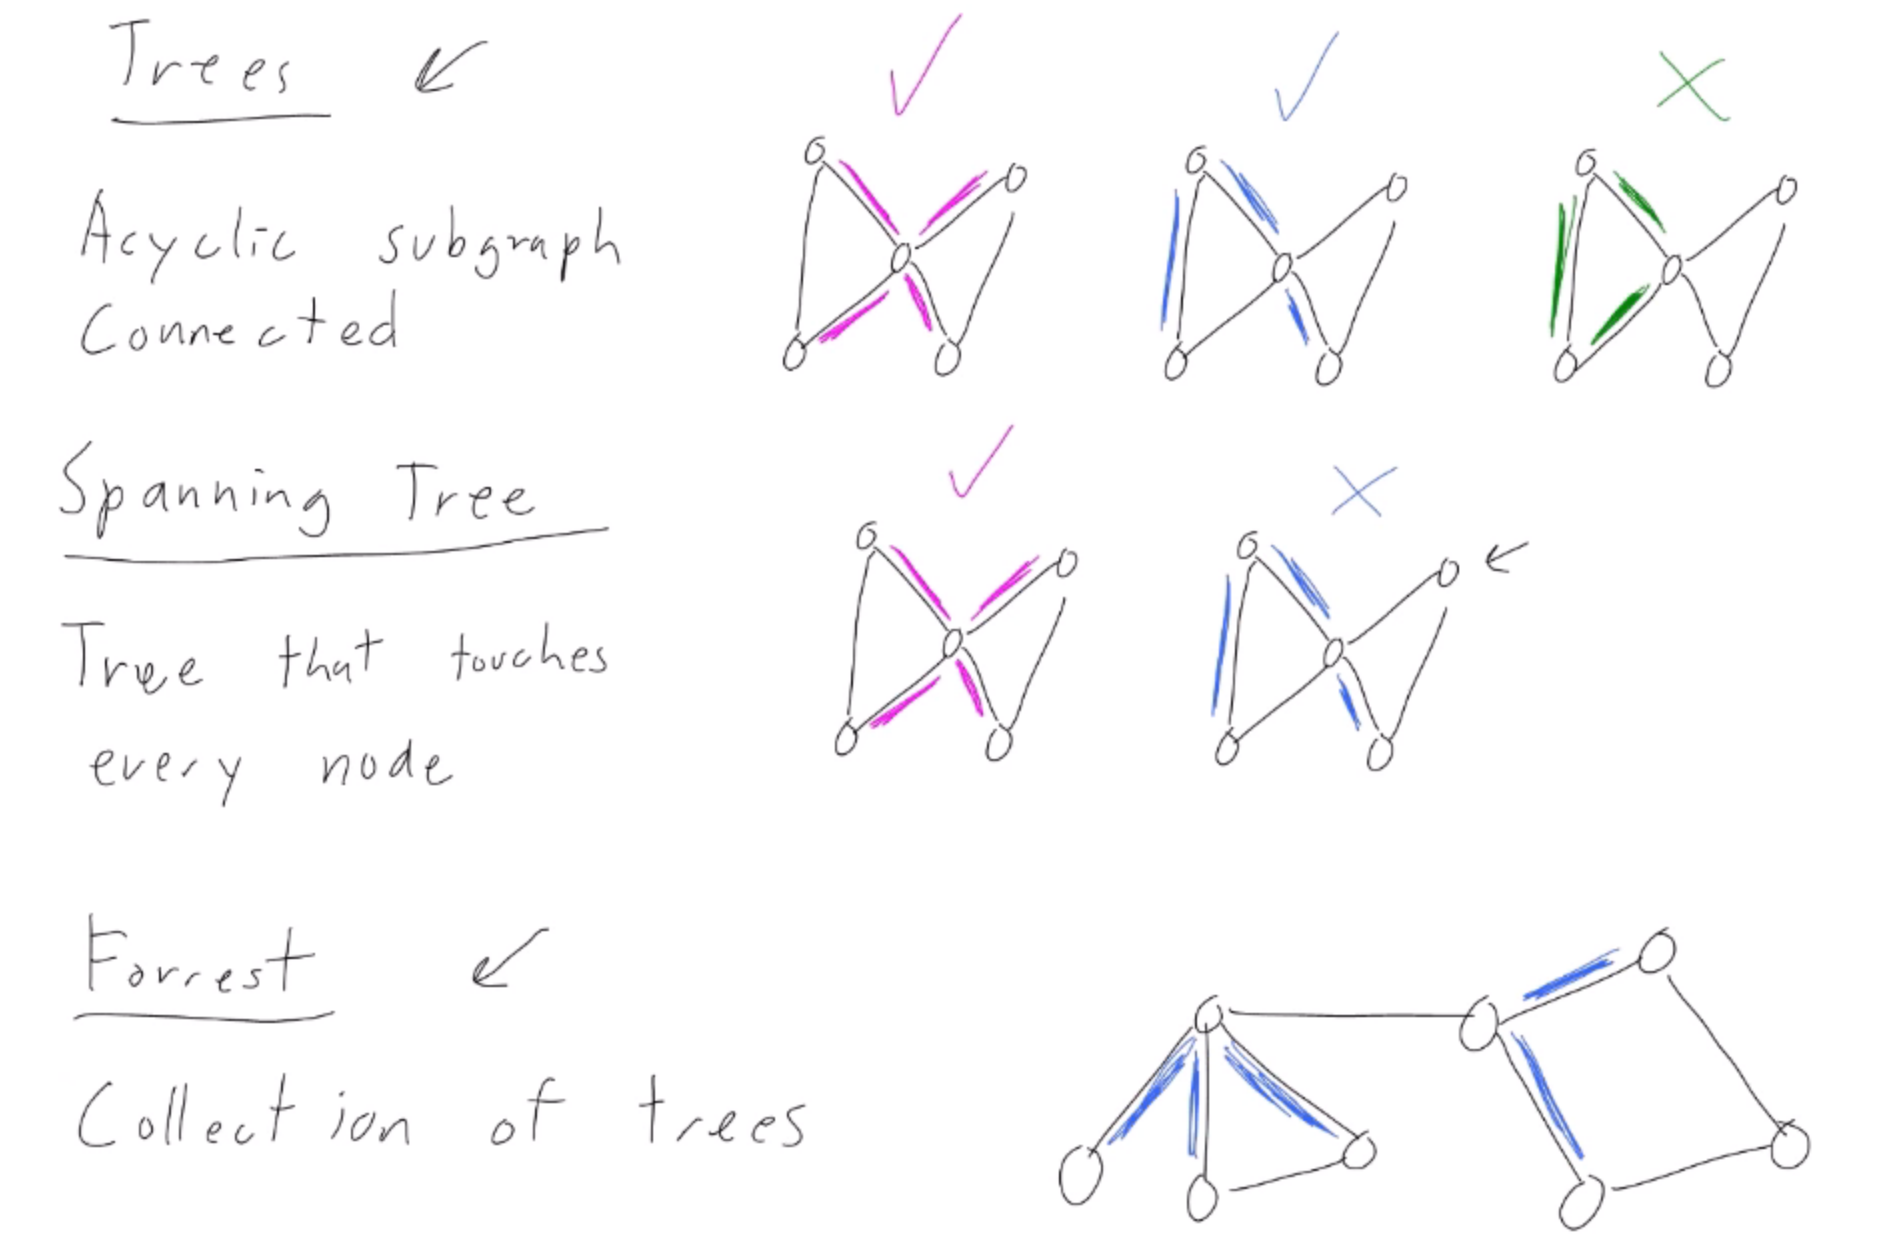 Trees
Acyclic subgraph
Connected
Spanning Tree
Tree that touches
every node
Forrest
Collection of trees